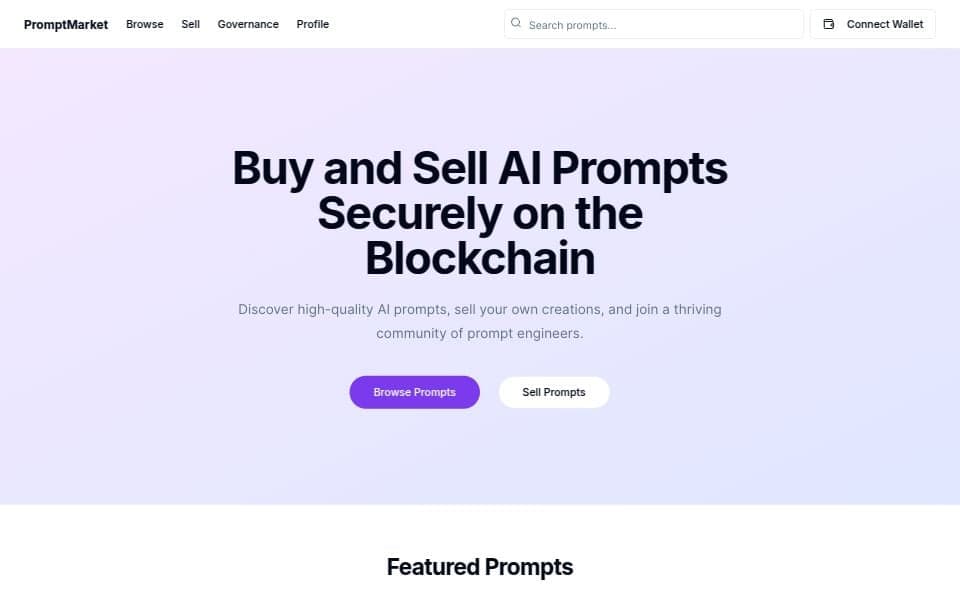 PromptMarket Browse Sell Governance Profile Search prompts... Connect Wallet
Buy and Sell AI Prompts
Securely on the
Blockchain
Discover high-quality AI prompts, sell your own creations, and join a thriving
community of prompt engineers.
Browse Prompts Sell Prompts
Featured Prompts